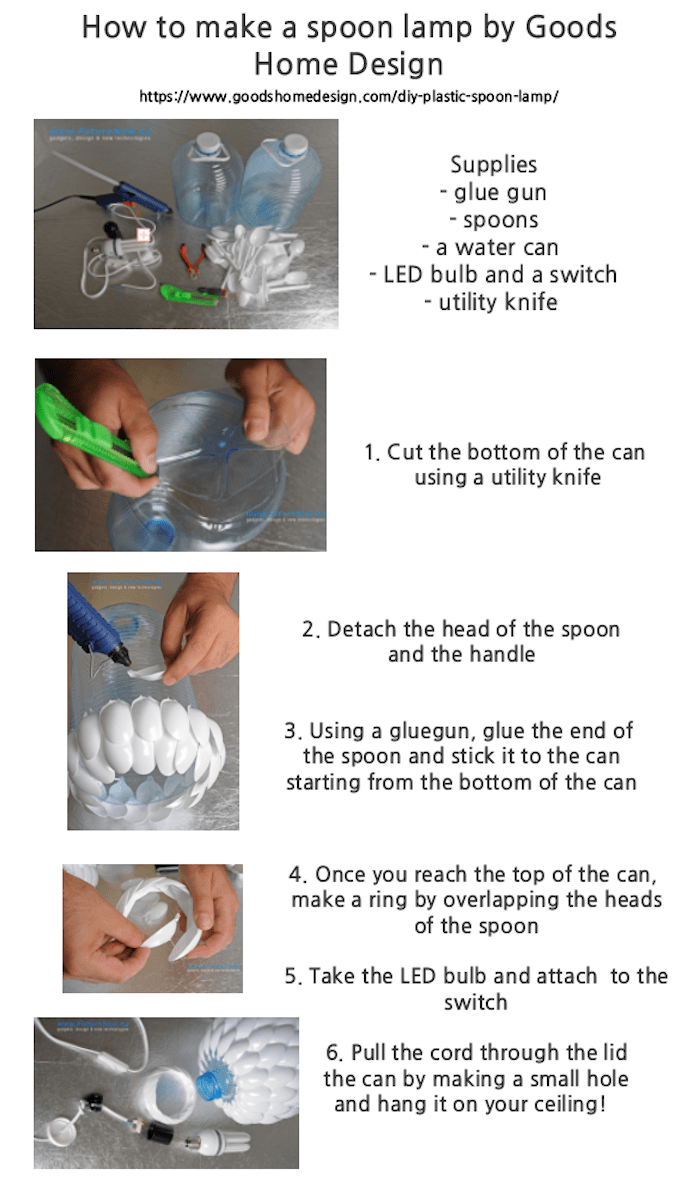 How to make a spoon lamp by Goods
Home Design
https://www.goodshomedesign.com/diy-plastic-spoon-lamp/
gadgets, design & new technologies
Supplies
- glue gun
- spoons
- a water can
- LED bulb and a switch
- utility knife
1. Cut the bottom of the can
using a utility knife
2. Detach the head of the spoon
and the handle
3. Using a gluegun, glue the end of
the spoon and stick it to the can
starting from the bottom of the can
4. Once you reach the top of the can,
make a ring by overlapping the heads
of the spoon
5. Take the LED bulb and attach  to the
switch
6. Pull the cord through the lid
the can by making a small hole
and hang it on your ceiling!